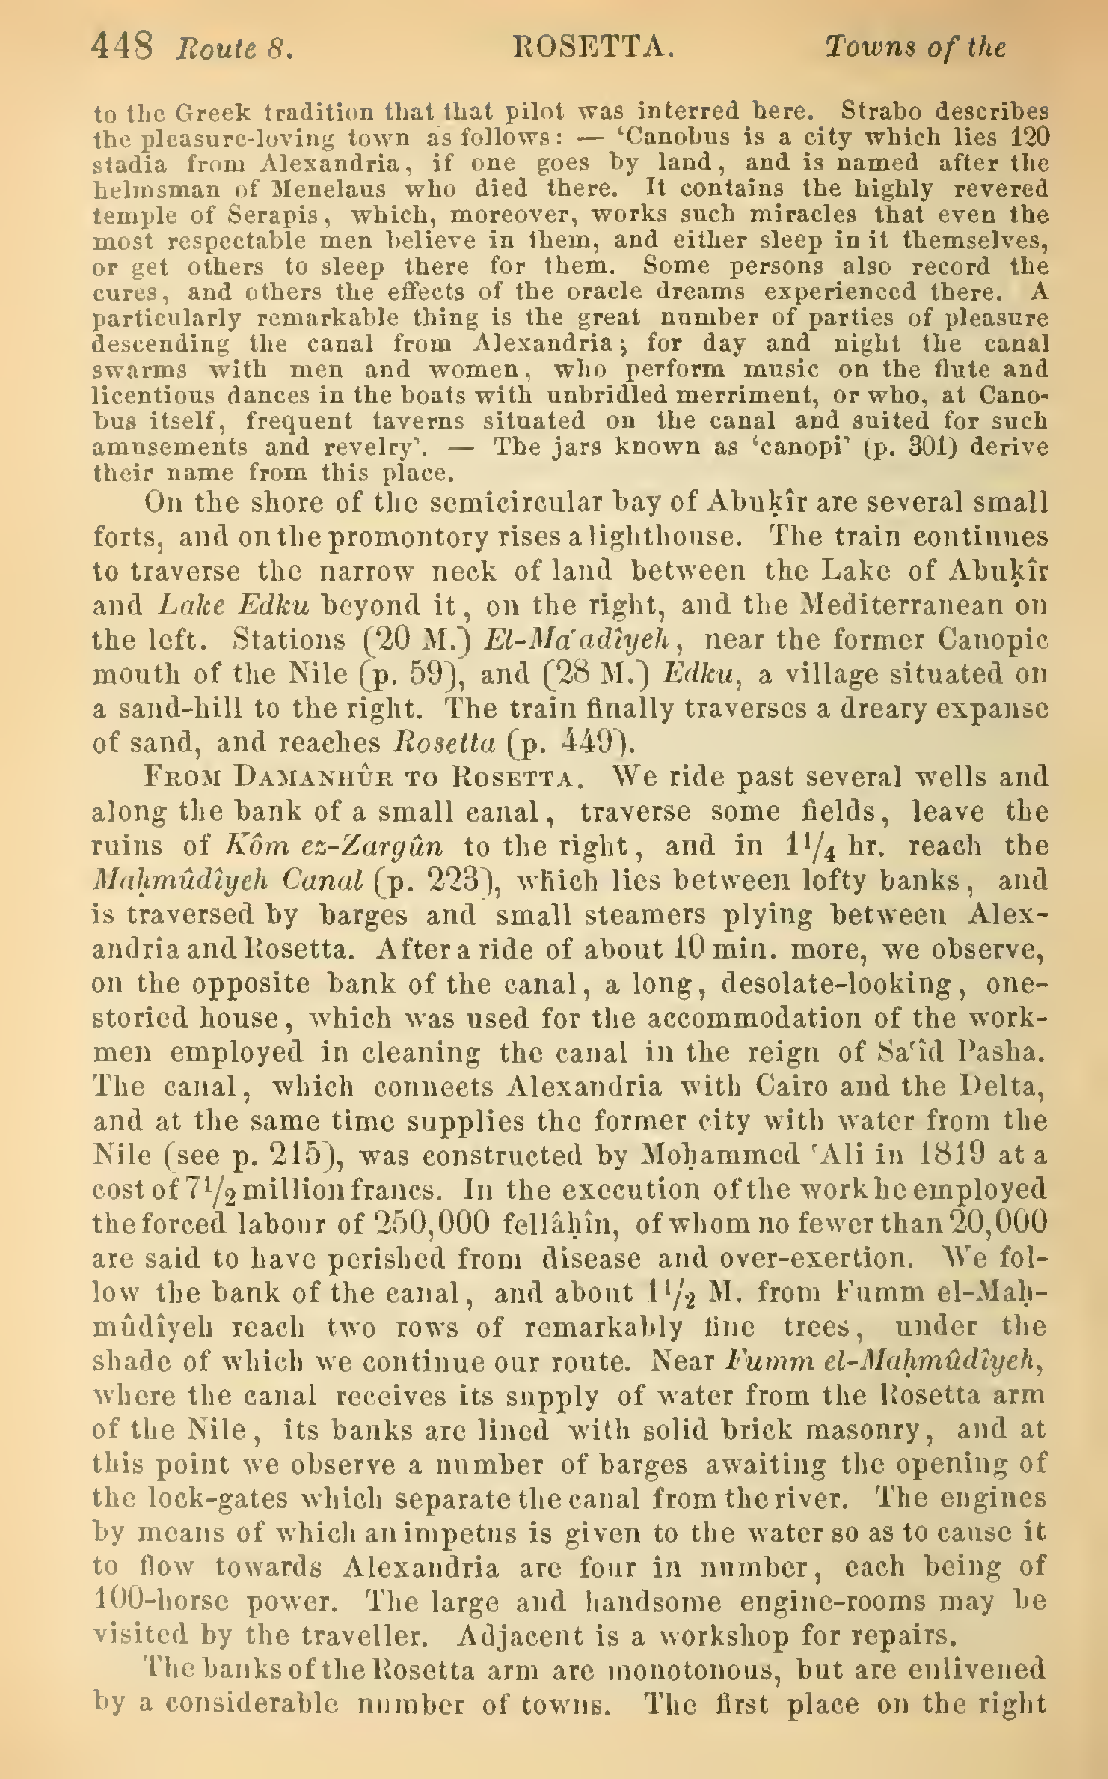 448 Route 8. ROSETTA. Towns of the
to the Greek tradition that that pilot was interred here. Strabo describes
the pleasure-loving town as follows: — ‘Canobus is a city which lies 120
stadia from Alexandria, if one goes by land, and is named after the
helmsman of Menelaus who died there. It contains the highly revered
temple of Serapis, which, moreover, works such miracles that even the
most respectable men believe in them, and either sleep in it themselves,
or get others to sleep there for them. Some persons also record the
cures, and others the effects of the oracle dreams experienced there. A
particularly remarkable thing is the great number of parties of pleasure
descending the canal from Alexandria; for day and night the canal
swarms with men and women, who perform music on the flute and
licentious dances in the boats with unbridled merriment, or who, at Cano-
bus itself, frequent taverns situated on the canal and suited for such
amusements and revelry’. — The jars known as ‘canopi’ (p. 301) derive
their name from this place.
On the shore of the semicircular bay of Abuḳîr are several small
forts, and on the promontory rises a lighthouse. The train continues
to traverse the narrow neck of land between the Lake of Abuḳîr
and Lake Edku beyond it, on the right, and the Mediterranean on
the left. Stations (20 M.) El-Ma‘adîyeh, near the former Canopic
mouth of the Nile (p. 59), and (28 M.) Edku, a village situated on
a sand-hill to the right. The train finally traverses a dreary expanse
of sand, and reaches Rosetta (p. 449).
FROM DAMANHÛR TO ROSETTA. We ride past several wells and
along the bank of a small canal, traverse some fields, leave the
ruins of Kôm ez-Zargûn to the right, and in 1¹/₄ hr. reach the
Maḥmûdîyeh Canal (p. 223), which lies between lofty banks, and
is traversed by barges and small steamers plying between Alex-
andria and Rosetta. After a ride of about 10 min. more, we observe,
on the opposite bank of the canal, a long, desolate-looking, one-
storied house, which was used for the accommodation of the work-
men employed in cleaning the canal in the reign of Sa‘îd Pasha.
The canal, which connects Alexandria with Cairo and the Delta,
and at the same time supplies the former city with water from the
Nile (see p. 215), was constructed by Moḥammed ‘Ali in 1819 at a
cost of 7¹/₂ million francs. In the execution of the work he employed
the forced labour of 250,000 fellâḥîn, of whom no fewer than 20,000
are said to have perished from disease and over-exertion. We fol-
low the bank of the canal, and about 1¹/₂ M. from Fumm el-Maḥ-
mûdîyeh reach two rows of remarkably fine trees, under the
shade of which we continue our route. Near Fumm el-Maḥmûdîyeh,
where the canal receives its supply of water from the Rosetta arm
of the Nile, its banks are lined with solid brick masonry, and at
this point we observe a number of barges awaiting the opening of
the lock-gates which separate the canal from the river. The engines
by means of which an impetus is given to the water so as to cause it
to flow towards Alexandria are four in number, each being of
100-horse power. The large and handsome engine-rooms may be
visited by the traveller. Adjacent is a workshop for repairs.
The banks of the Rosetta arm are monotonous, but are enlivened
by a considerable number of towns. The first place on the right